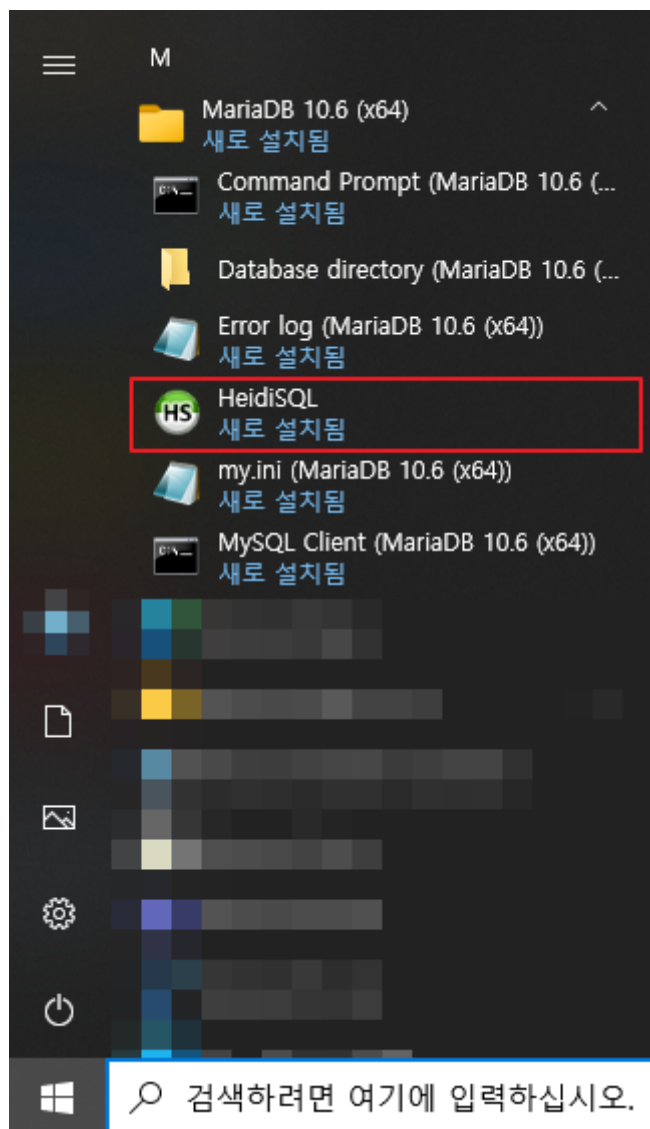 M
MariaDB 10.6 (x64)
새로 설치됨
Command Prompt (MariaDB 10.6 (...
새로 설치됨
Database directory (MariaDB 10.6 (...
Error log (MariaDB 10.6 (x64))
새로 설치됨
HS
HeidiSQL
새로 설치됨
my.ini (MariaDB 10.6 (x64))
새로 설치됨
MySQL Client (MariaDB 10.6 (x64))
새로 설치됨
검색하려면 여기에 입력하십시오.